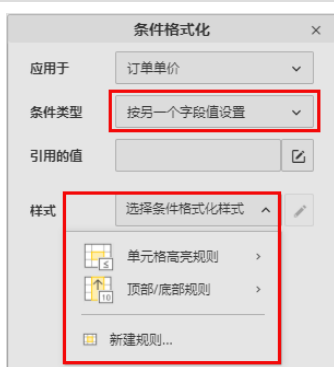 条件格式化 ×
应用于 订单单价
条件类型 按另一个字段值设置
引用的值
样式 选择条件格式化样式
≤ 单元格高亮规则
10 顶部/底部规则
新建规则...